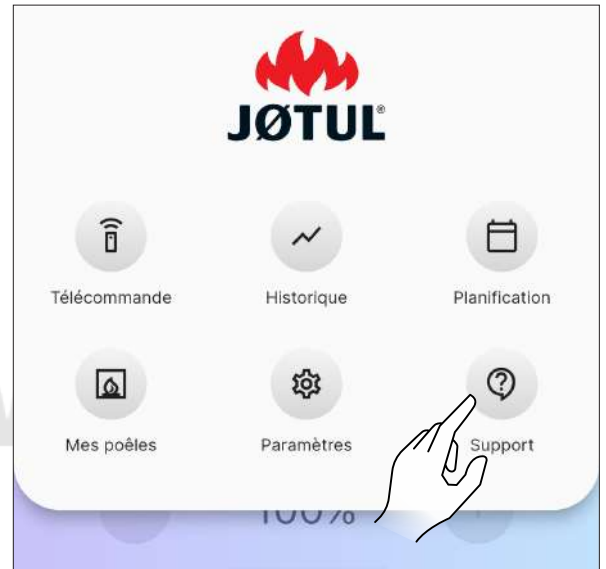 JØTUL®
Télécommande
Historique
Planification
Mes poêles
Paramètres
Support
100%